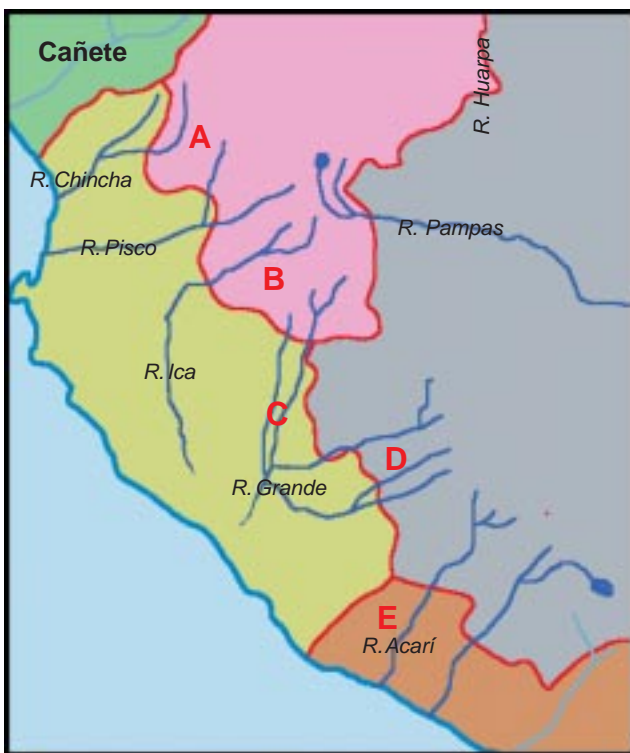 Cañete
R. Huarpa
A
R. Chincha
R. Pampas
R. Pisco
B
R. Ica
C
D
R. Grande
E
R. Acarí